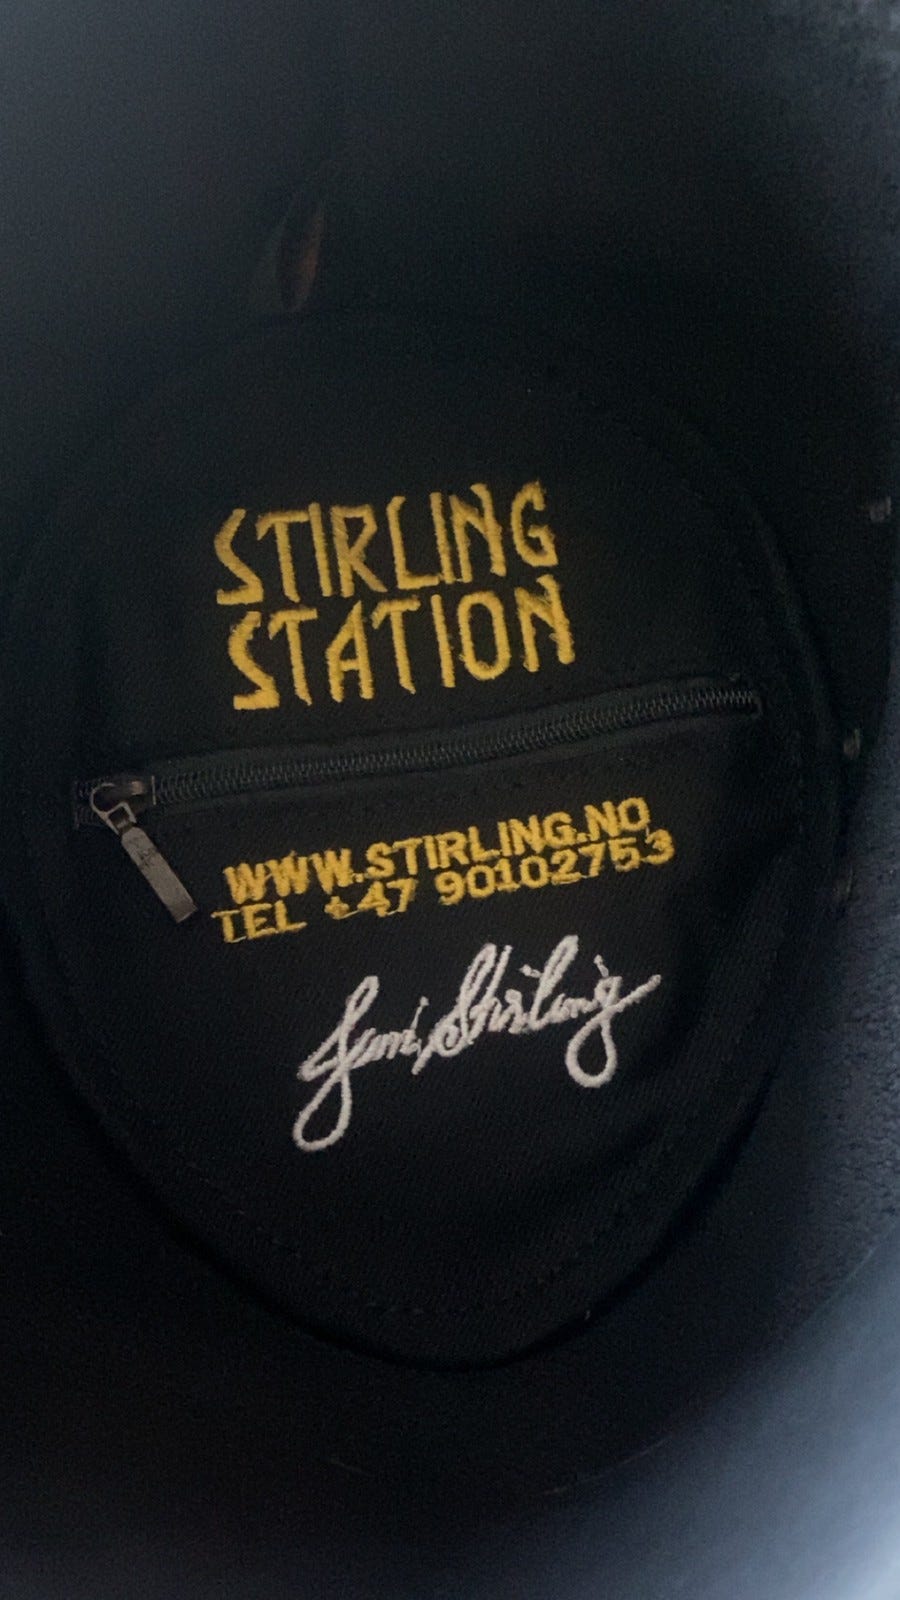 STIRLING
STATION
WWW.STIRLING.NO
TEL +47 90102753
Stirling